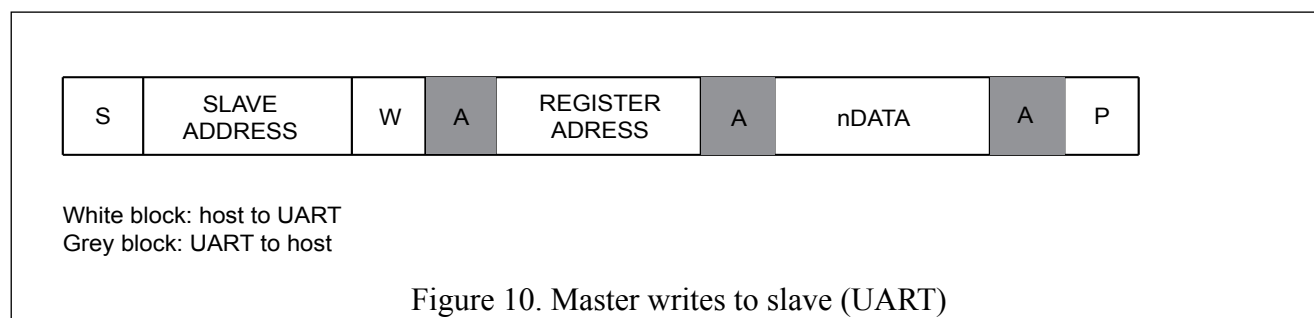 S
SLAVE
ADDRESS
W
A
REGISTER
ADRESS
A
nDATA
A
P
White block: host to UART
Grey block: UART to host
Figure 10. Master writes to slave (UART)